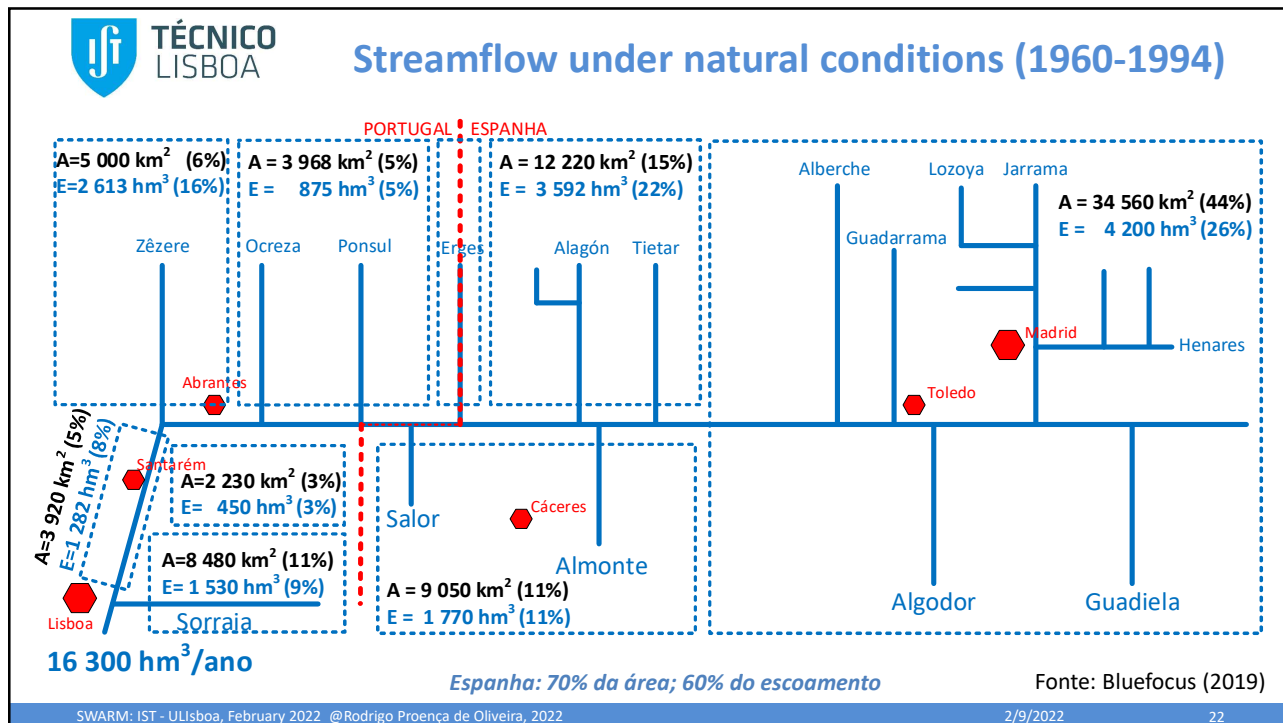 TÉCNICO
LISBOA
Streamflow under natural conditions (1960-1994)
PORTUGAL ESPANHA
A=5 000 km² (6%)
E=2 613 hm³ (16%)
A = 3 968 km² (5%)
E = 875 hm³ (5%)
A = 12 220 km² (15%)
E = 3 592 hm³ (22%)
Alberche
Lozoya
Jarrama
A = 34 560 km² (44%)
E = 4 200 hm³ (26%)
Zêzere
Ocreza
Ponsul
Erges
Alagón
Tietar
Guadarrama
Madrid
Henares
Abrantes
Toledo
A=3 920 km² (5%)
E=1 282 hm³ (8%)
Santarém
A=2 230 km² (3%)
E= 450 hm³ (3%)
Salor
Cáceres
Almonte
A=8 480 km² (11%)
E= 1 530 hm³ (9%)
A = 9 050 km² (11%)
E = 1 770 hm³ (11%)
Algodor
Guadiela
Lisboa
Sorraia
16 300 hm³/ano
Espanha: 70% da área; 60% do escoamento
Fonte: Bluefocus (2019)
SWARM: IST - ULIsboa, February 2022 @Rodrigo Proença de Oliveira, 2022
2/9/2022
22